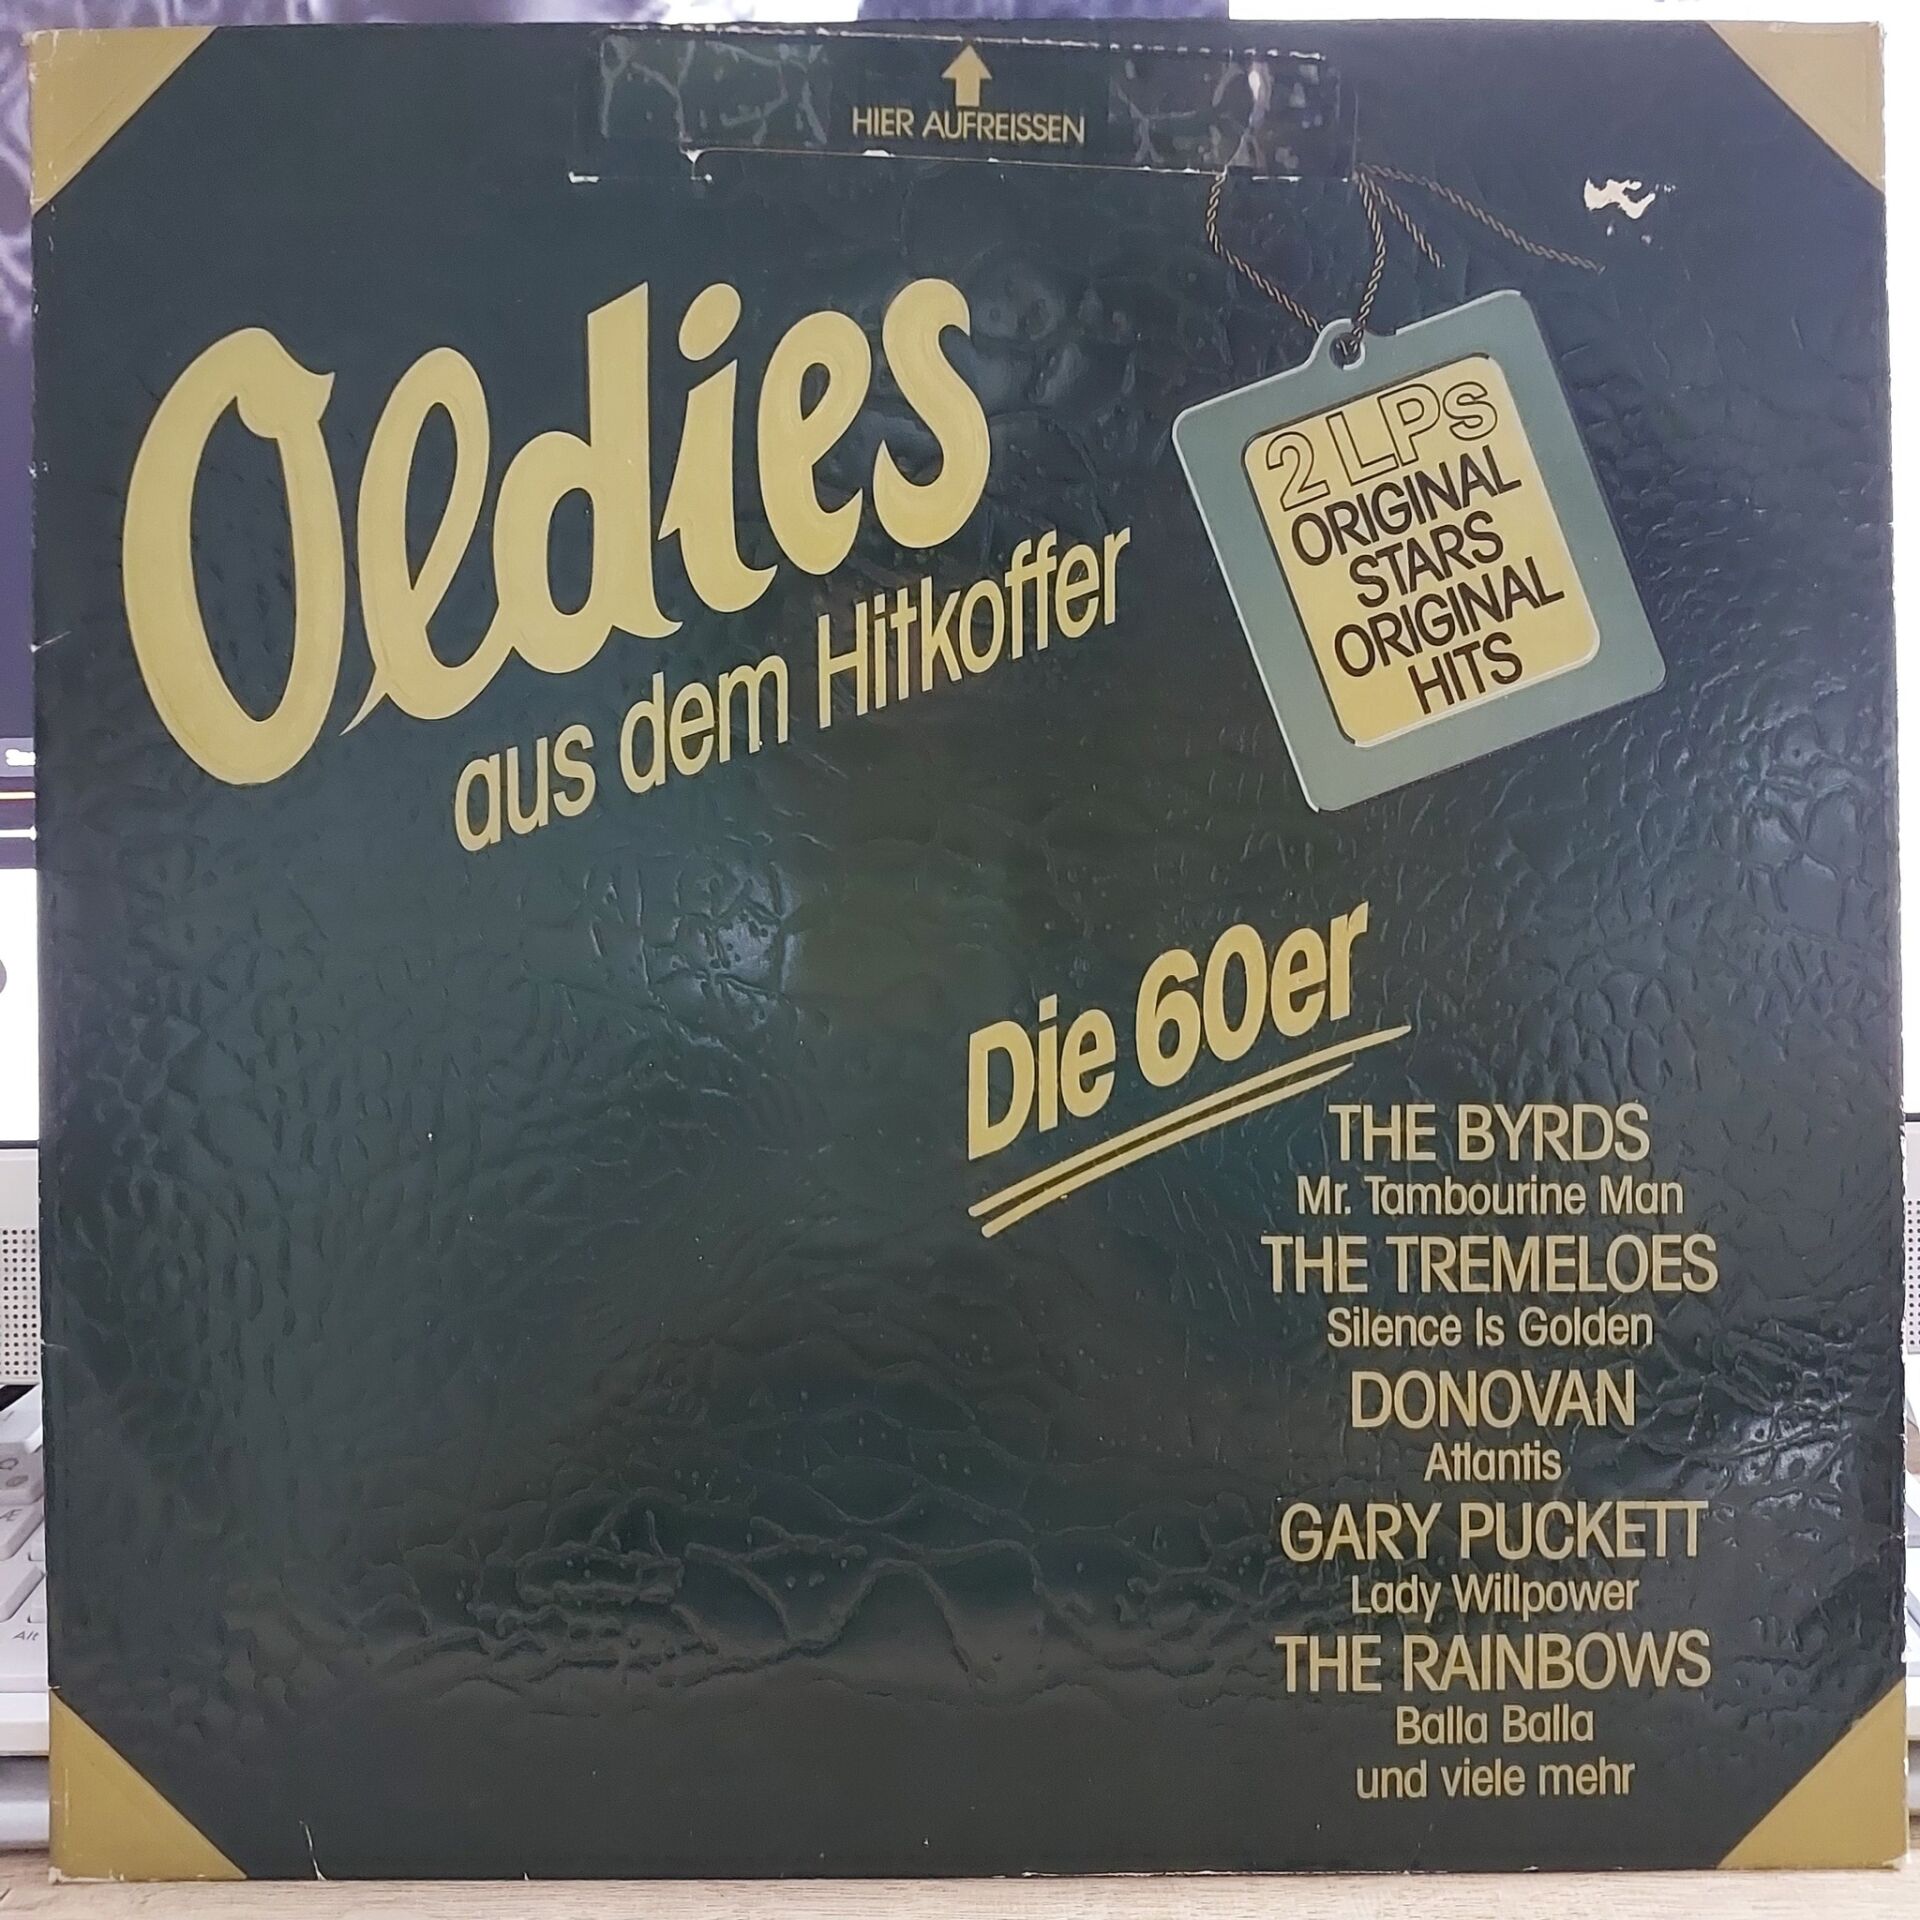 HIER AUFREISSEN
Oldies
aus dem Hitkoffer
2 LPs
ORIGINAL
STARS
ORIGINAL
HITS
Die 60er
THE BYRDS
Mr. Tambourine Man
THE TREMELOES
Silence Is Golden
DONOVAN
Atlantis
GARY PUCKETT
Lady Willpower
THE RAINBOWS
Balla Balla
und viele mehr
Æ
Alt